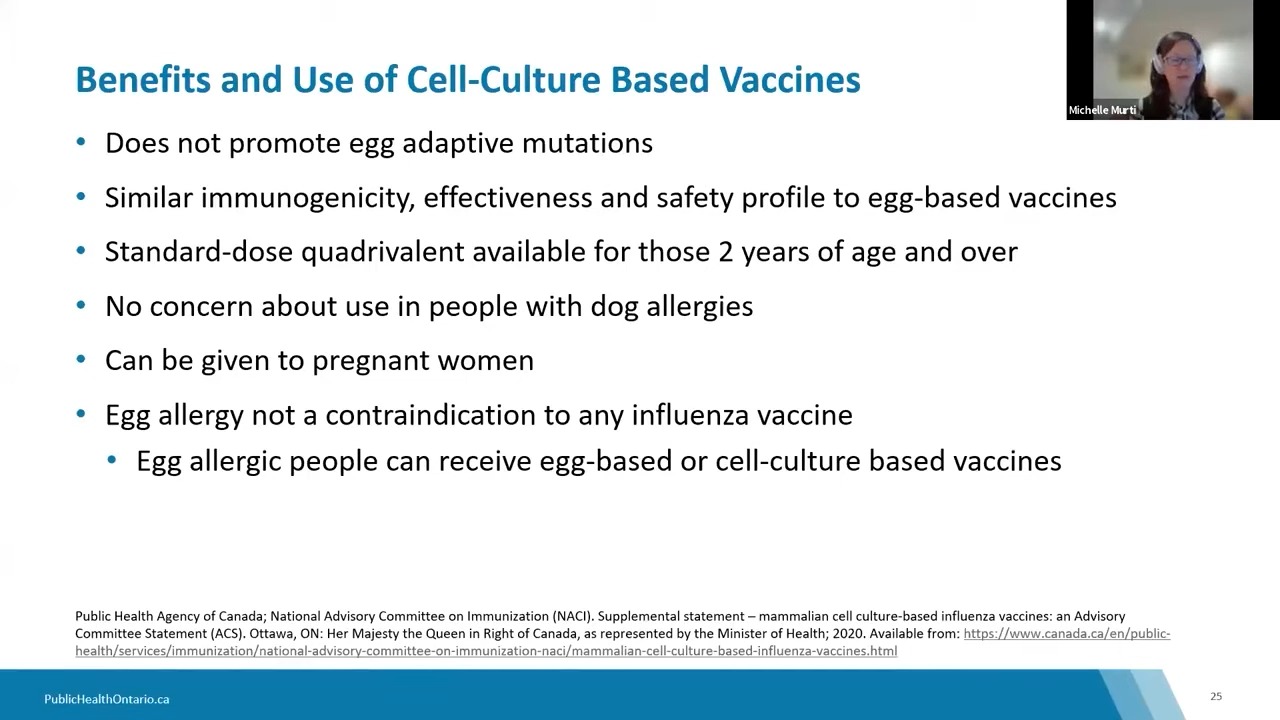 Benefits and Use of Cell-Culture Based Vaccines
Michelle Murti
• Does not promote egg adaptive mutations
• Similar immunogenicity, effectiveness and safety profile to egg-based vaccines
• Standard-dose quadrivalent available for those 2 years of age and over
• No concern about use in people with dog allergies
• Can be given to pregnant women
• Egg allergy not a contraindication to any influenza vaccine
• Egg allergic people can receive egg-based or cell-culture based vaccines
Public Health Agency of Canada; National Advisory Committee on Immunization (NACI). Supplemental statement – mammalian cell culture-based influenza vaccines: an Advisory
Committee Statement (ACS). Ottawa, ON: Her Majesty the Queen in Right of Canada, as represented by the Minister of Health; 2020. Available from: https://www.canada.ca/en/public-
health/services/immunization/national-advisory-committee-on-immunization-naci/mammalian-cell-culture-based-influenza-vaccines.html
PublicHealthOntario.ca
25